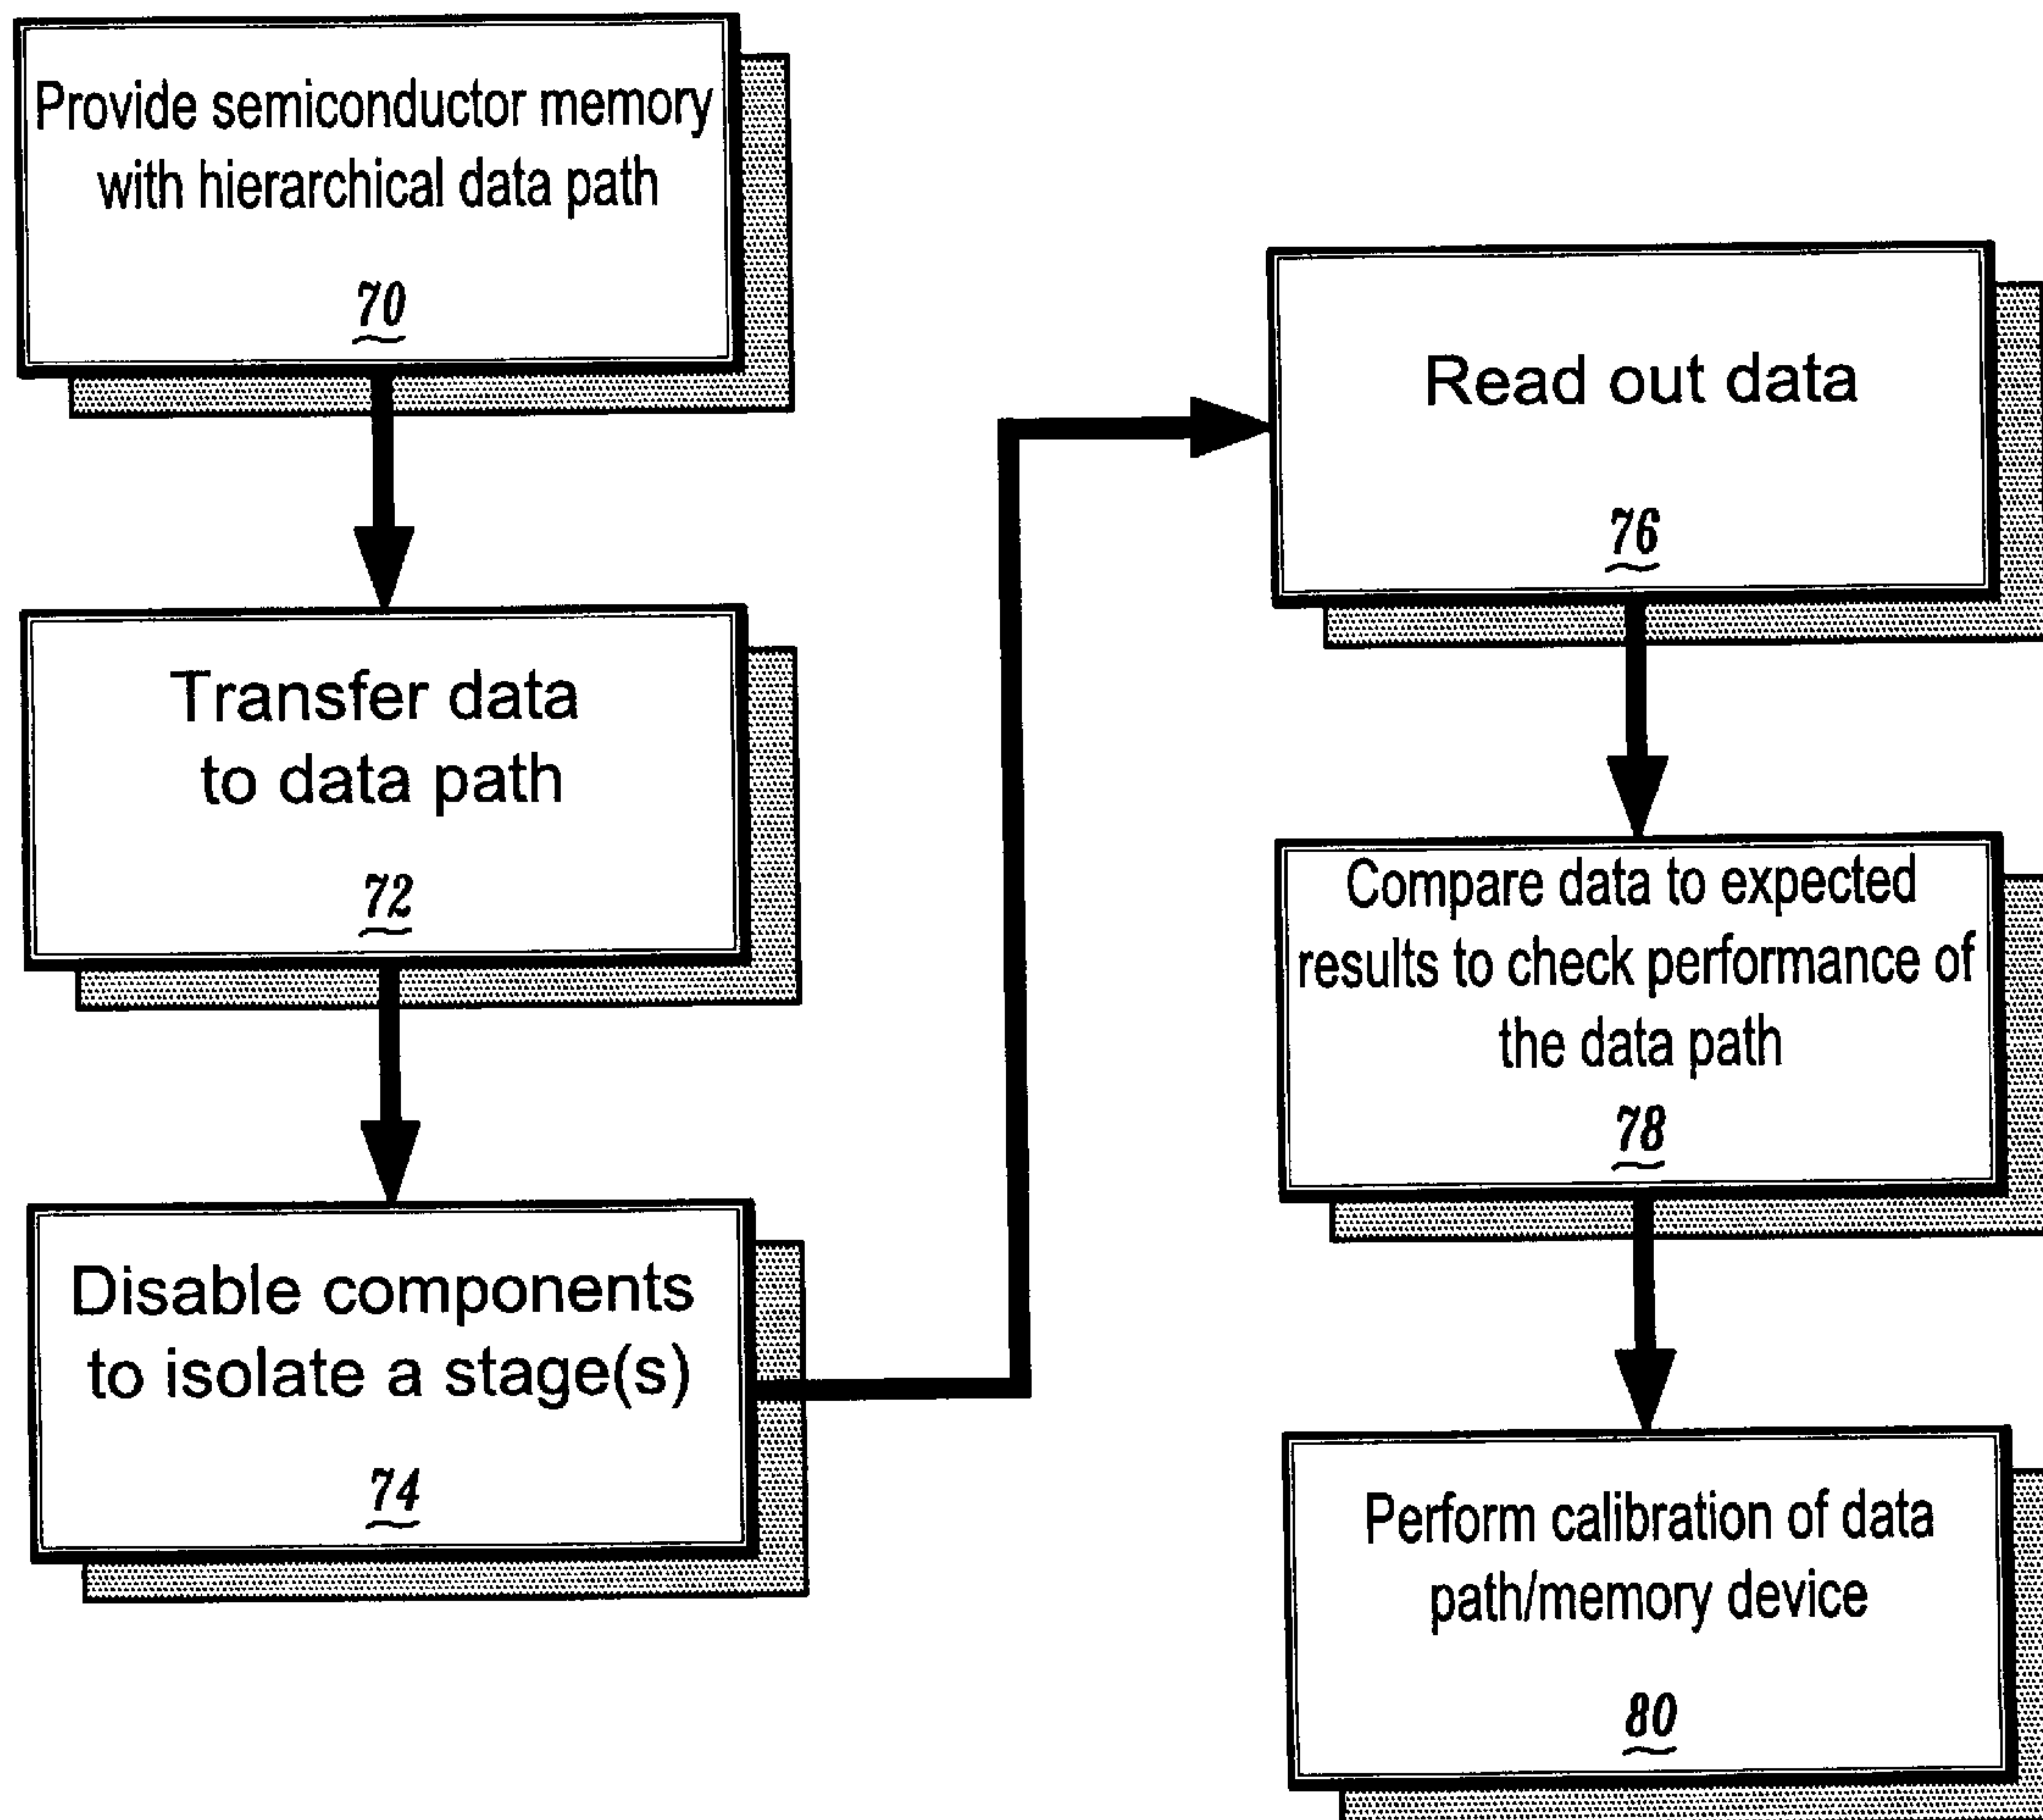 Provide semiconductor memory
with hierarchical data path
70
Transfer data
to data path
72
Disable components
to isolate a stage(s)
74
Read out data
76
Compare data to expected
results to check performance of
the data path
78
Perform calibration of data
path/memory device
80